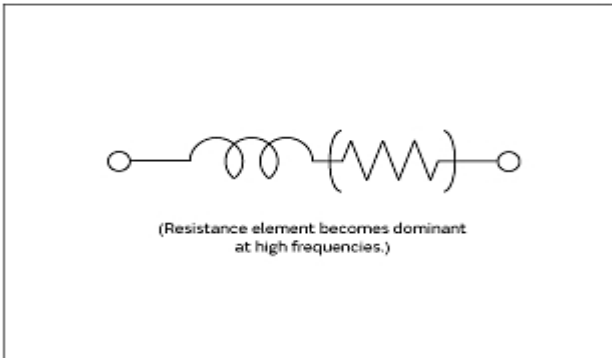 (Resistance element becomes dominant
at high frequencies.)